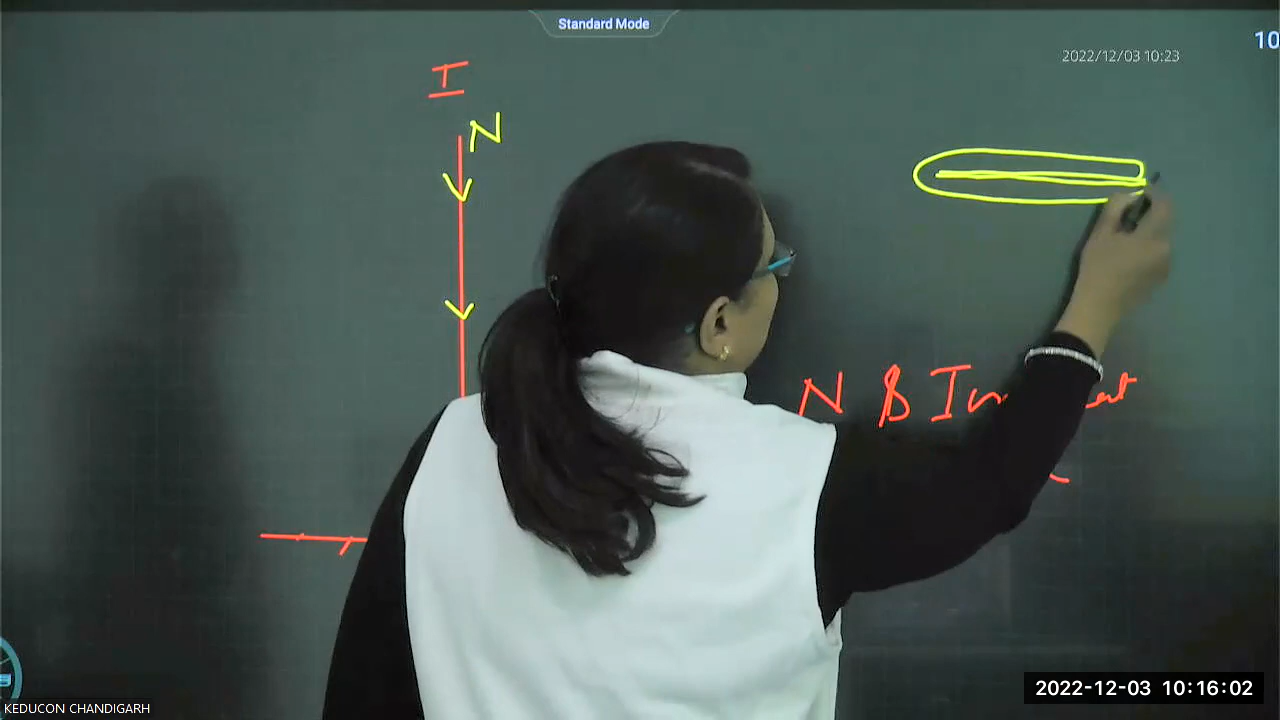 Standard Mode
10
2022/12/03 10:23
I
N
N & I
2022-12-03 10:16:02
KEDUCON CHANDIGARH